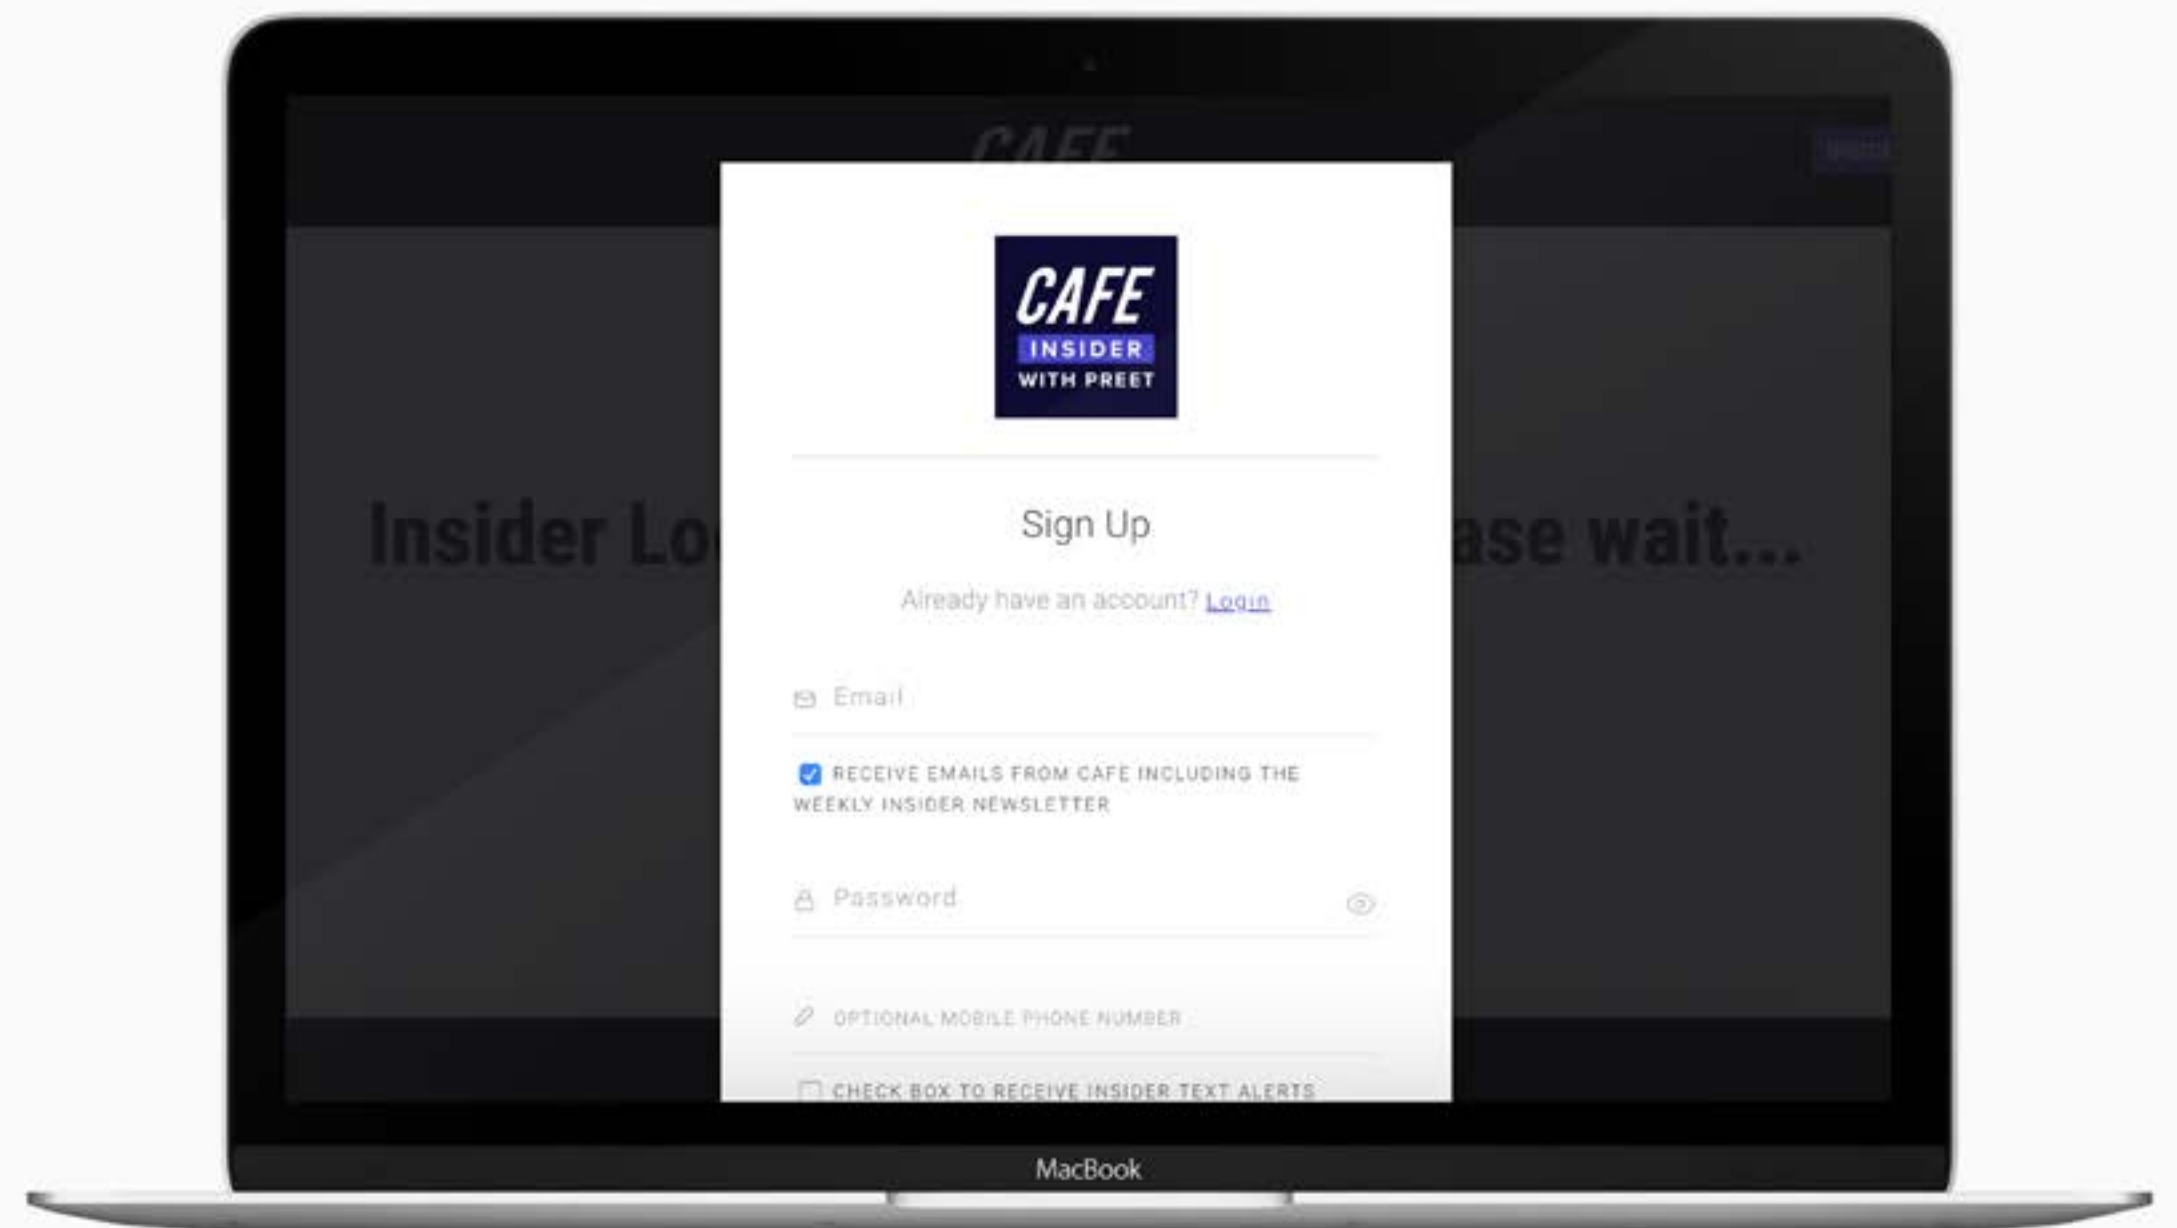 CAFE
CAFE
INSIDER
WITH PREET
Sign Up
Insider Lo
ase wait...
Already have an account? Login
Email
RECEIVE EMAILS FROM CAFE INCLUDING THE
WEEKLY INSIDER NEWSLETTER
Password
OPTIONAL MOBILE PHONE NUMBER
CHECK BOX TO RECEIVE INSIDER TEXT ALERTS
MacBook